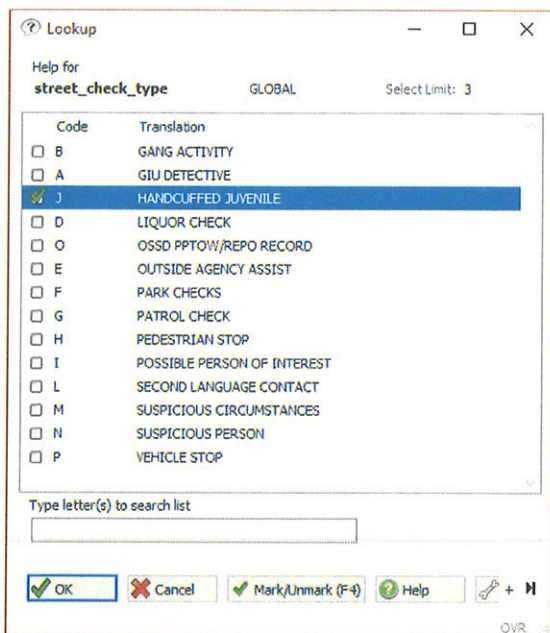 Lookup
Help for
street_check_type GLOBAL Select Limit: 3
Code Translation
B GANG ACTIVITY
A GIU DETECTIVE
J HANDCUFFED JUVENILE
D LIQUOR CHECK
O OSSD PPTOW/REPO RECORD
E OUTSIDE AGENCY ASSIST
F PARK CHECKS
G PATROL CHECK
H PEDESTRIAN STOP
I POSSIBLE PERSON OF INTEREST
L SECOND LANGUAGE CONTACT
M SUSPICIOUS CIRCUMSTANCES
N SUSPICIOUS PERSON
P VEHICLE STOP
Type letter(s) to search list
OK Cancel Mark/Unmark (F4) Help +
OVR